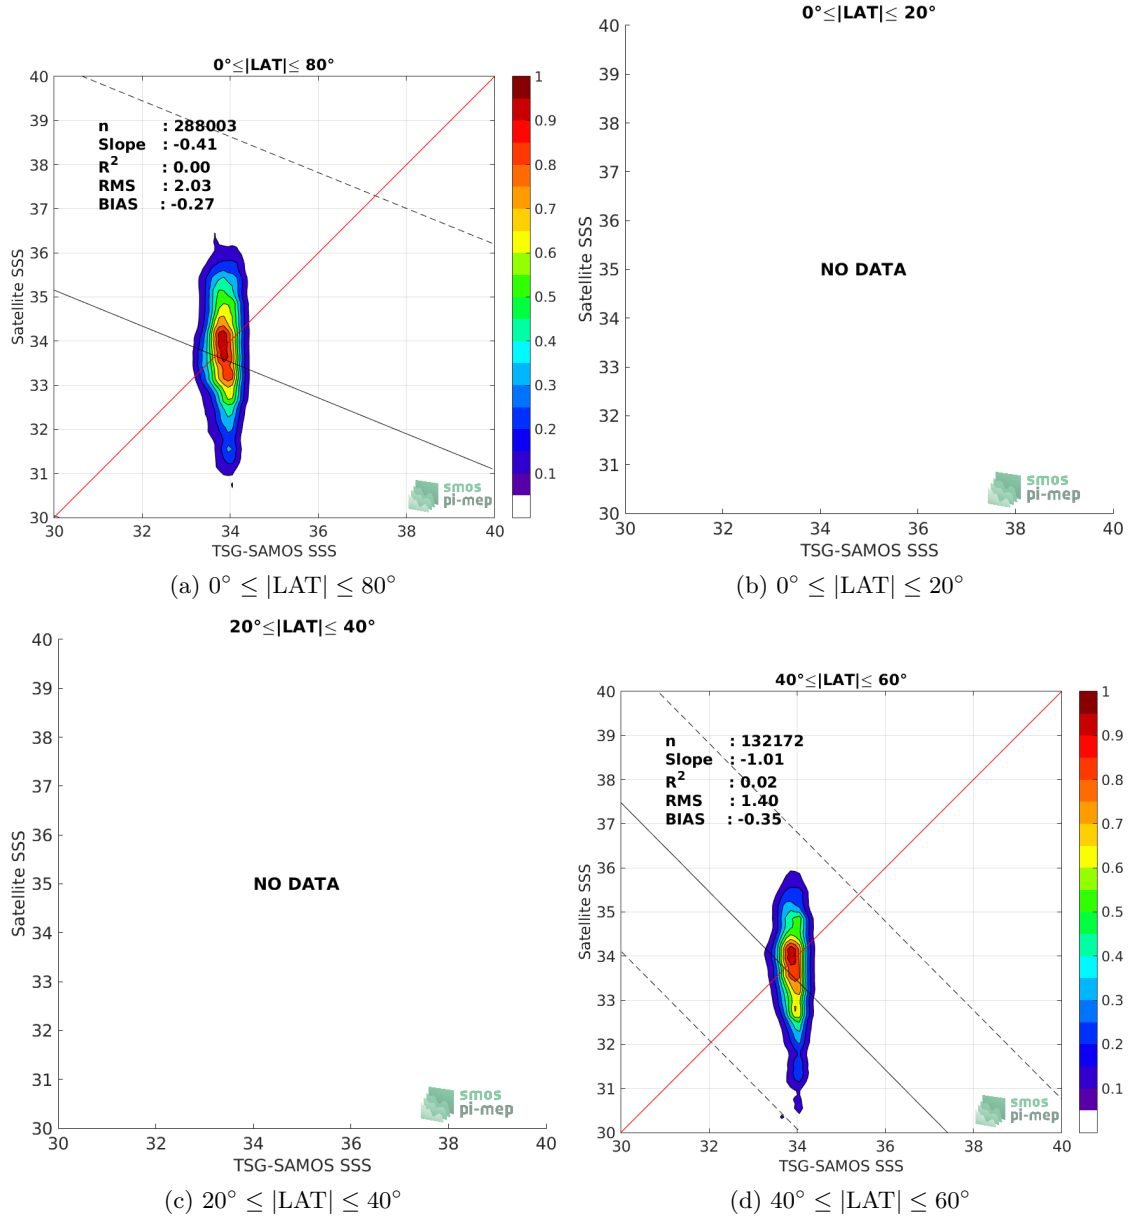 0°≤|LAT|≤ 80°
40
39
38
37
36
35
34
33
32
31
30
n : 288003
Slope : -0.41
R2 : 0.00
RMS : 2.03
BIAS : -0.27
Satellite SSS
30 32 34 36 38 40
TSG-SAMOS SSS
1
0.9
0.8
0.7
0.6
0.5
0.4
0.3
0.2
0.1
smos
pi-mep
(a) 0° ≤ |LAT| ≤ 80°
0°≤|LAT|≤ 20°
40
39
38
37
36
35
34
33
32
31
30
Satellite SSS
NO DATA
smos
pi-mep
30 32 34 36 38 40
TSG-SAMOS SSS
(b) 0° ≤ |LAT| ≤ 20°
20°≤|LAT|≤ 40°
40
39
38
37
36
35
34
33
32
31
30
Satellite SSS
NO DATA
smos
pi-mep
30 32 34 36 38 40
TSG-SAMOS SSS
(c) 20° ≤ |LAT| ≤ 40°
40°≤|LAT|≤ 60°
40
39
38
37
36
35
34
33
32
31
30
n : 132172
Slope : -1.01
R2 : 0.02
RMS : 1.40
BIAS : -0.35
Satellite SSS
30 32 34 36 38 40
TSG-SAMOS SSS
1
0.9
0.8
0.7
0.6
0.5
0.4
0.3
0.2
0.1
smos
pi-mep
(d) 40° ≤ |LAT| ≤ 60°